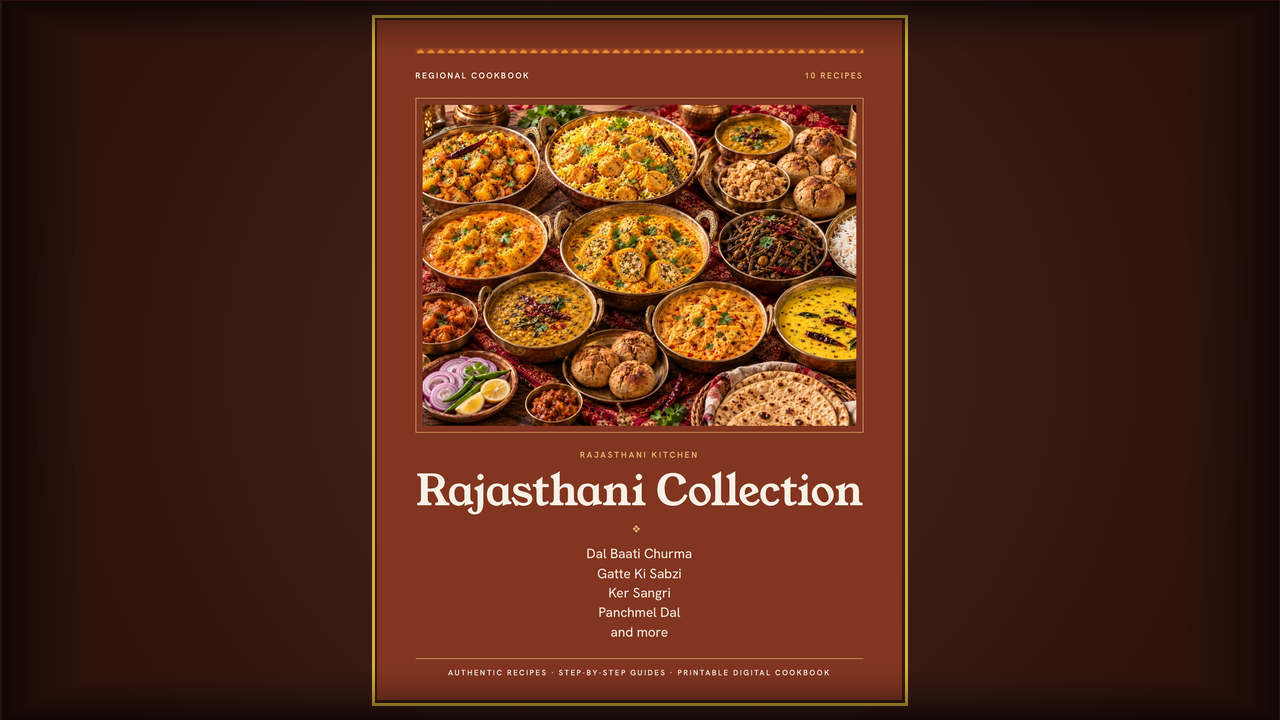 REGIONAL COOKBOOK
10 RECIPES
RAJASTHANI KITCHEN
Rajasthani Collection
Dal Baati Churma
Gatte Ki Sabzi
Ker Sangri
Panchmel Dal
and more
AUTHENTIC RECIPES · STEP-BY-STEP GUIDES · PRINTABLE DIGITAL COOKBOOK